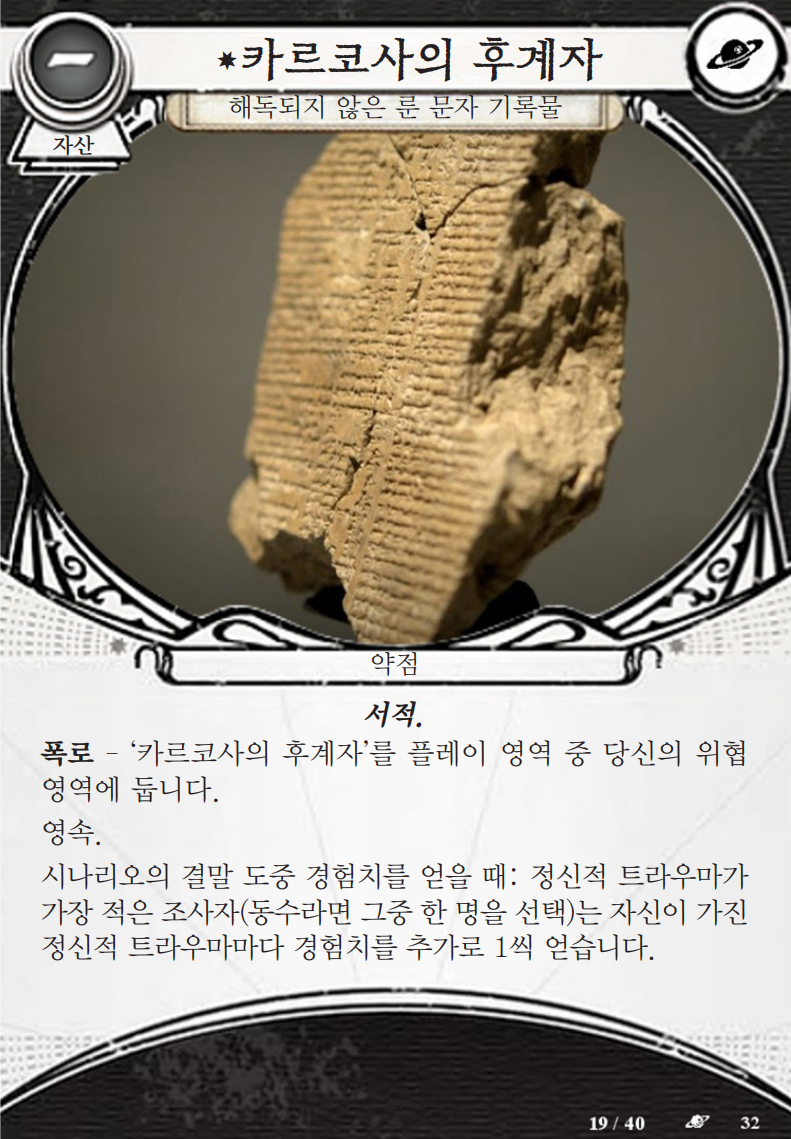 카르코사의 후계자
해독되지 않은 룬 문자 기록물
자산
약점
서적.
폭로 – ‘카르코사의 후계자’를 플레이 영역 중 당신의 위협
영역에 둡니다.
영속.
시나리오의 결말 도중 경험치를 얻을 때: 정신적 트라우마가
가장 적은 조사자(동수라면 그중 한 명을 선택)는 자신이 가진
정신적 트라우마마다 경험치를 추가로 1씩 얻습니다.
19 / 40
32